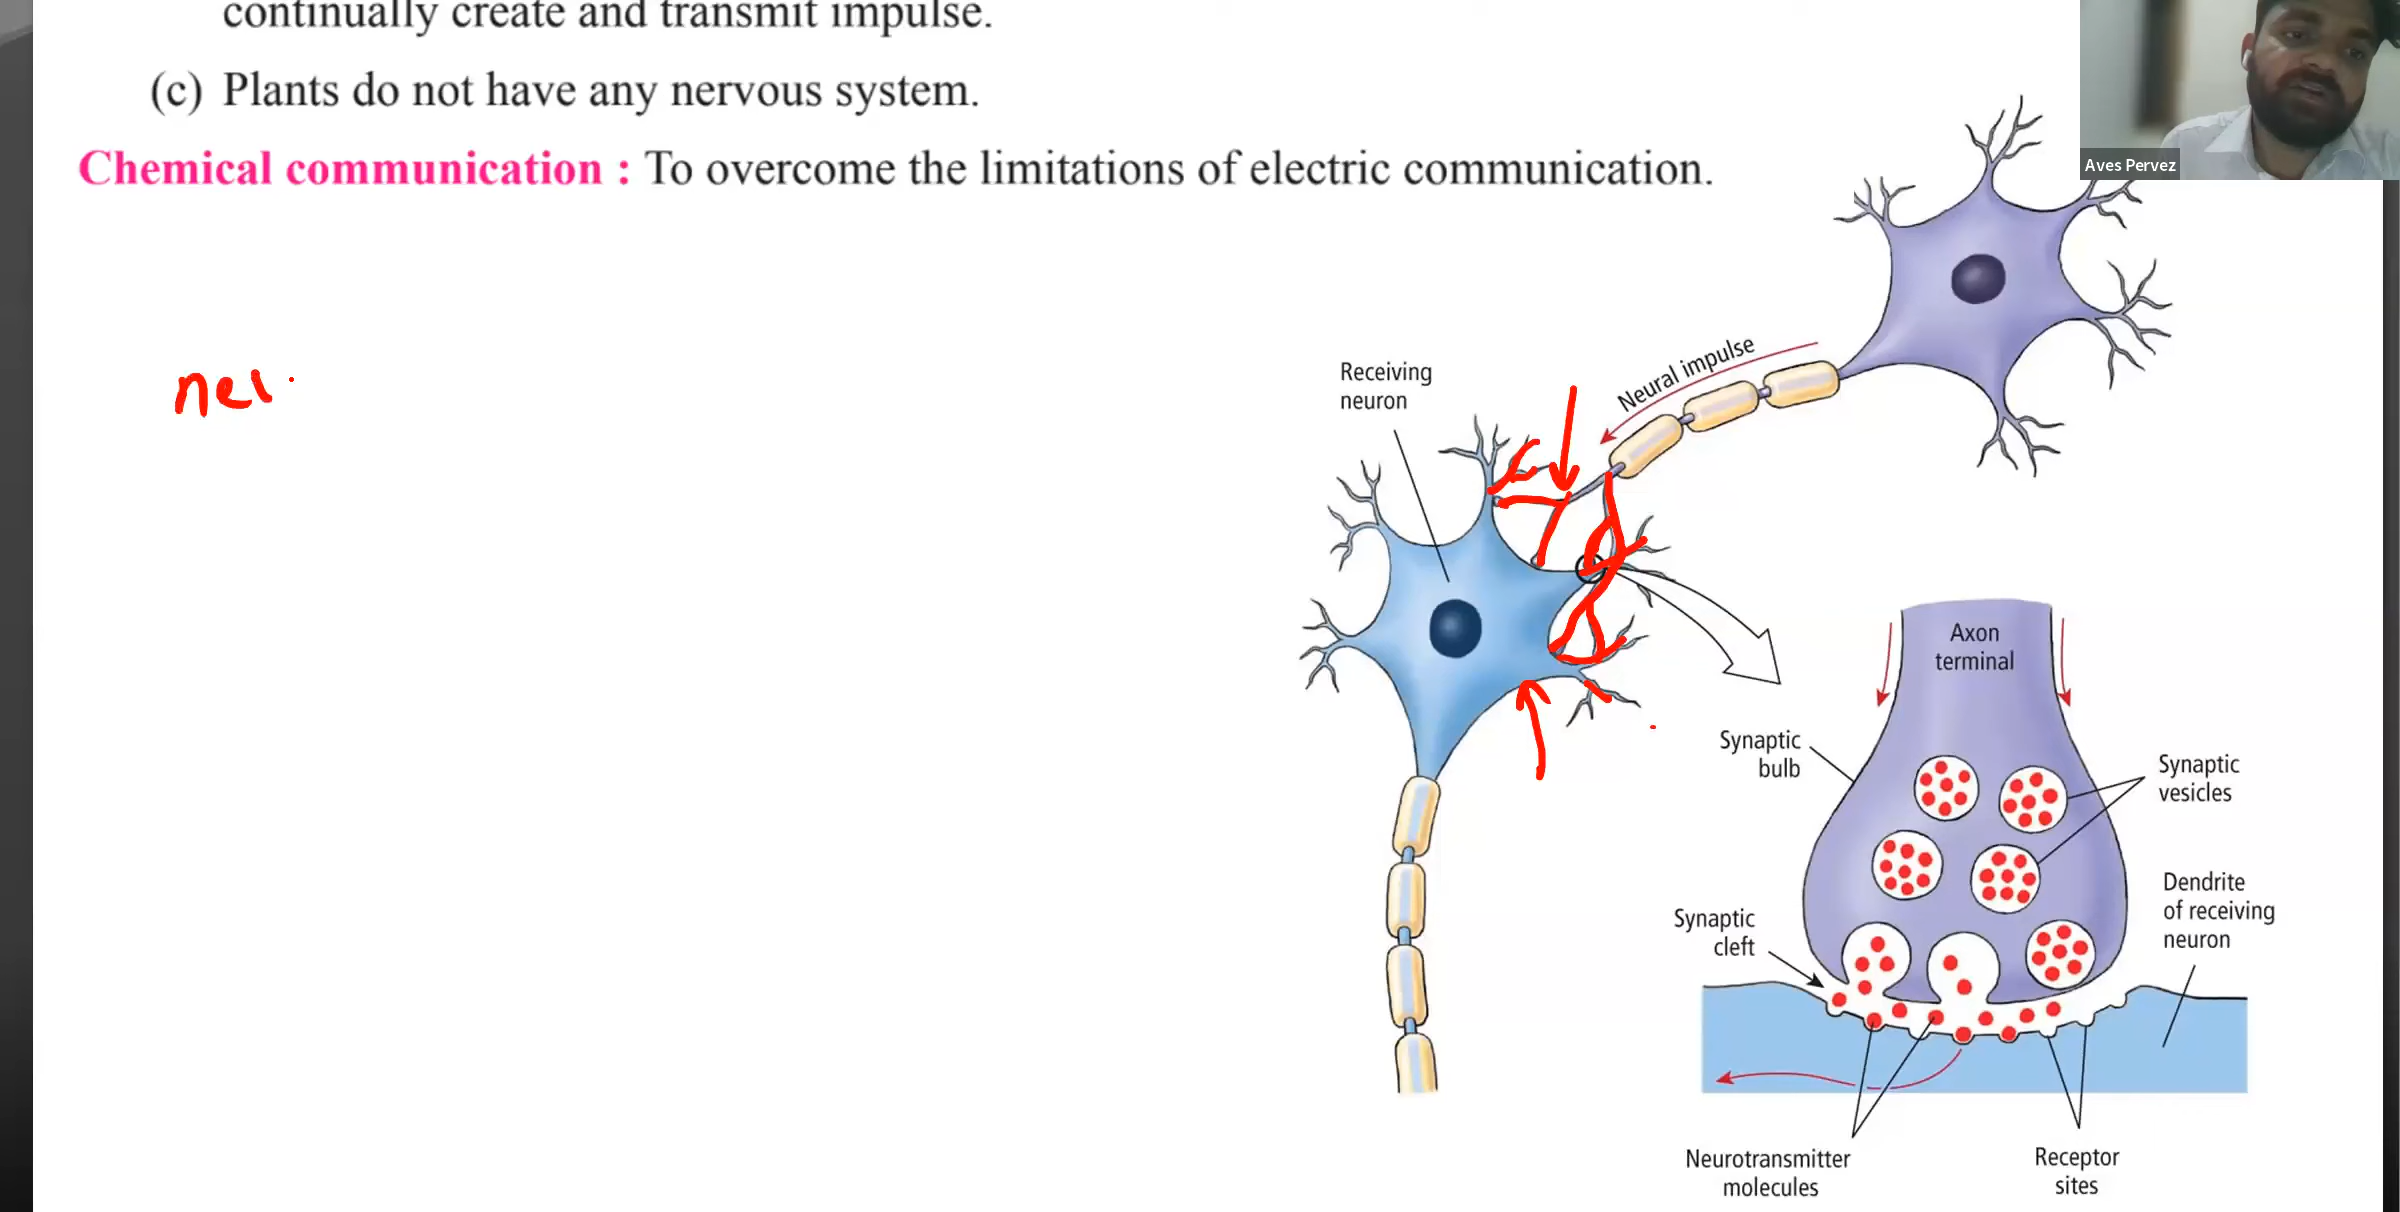 continually create and transmit impulse.
(c) Plants do not have any nervous system.
Chemical communication : To overcome the limitations of electric communication.
Aves Pervez
Neural impulse
Receiving
neuron
Axon
terminal
Synaptic
bulb
Synaptic
vesicles
Dendrite
of receiving
neuron
Synaptic
cleft
Neurotransmitter
molecules
Receptor
sites